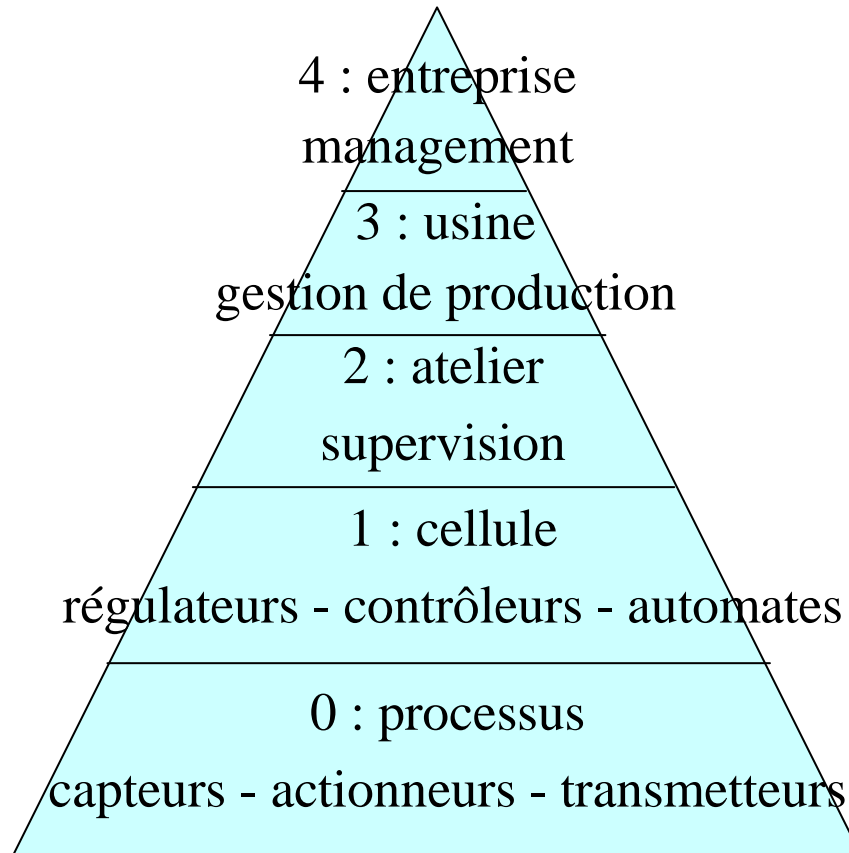 4 : entreprise
management
3 : usine
gestion de production
2 : atelier
supervision
1 : cellule
régulateurs - contrôleurs - automates
0 : processus
capteurs - actionneurs - transmetteurs